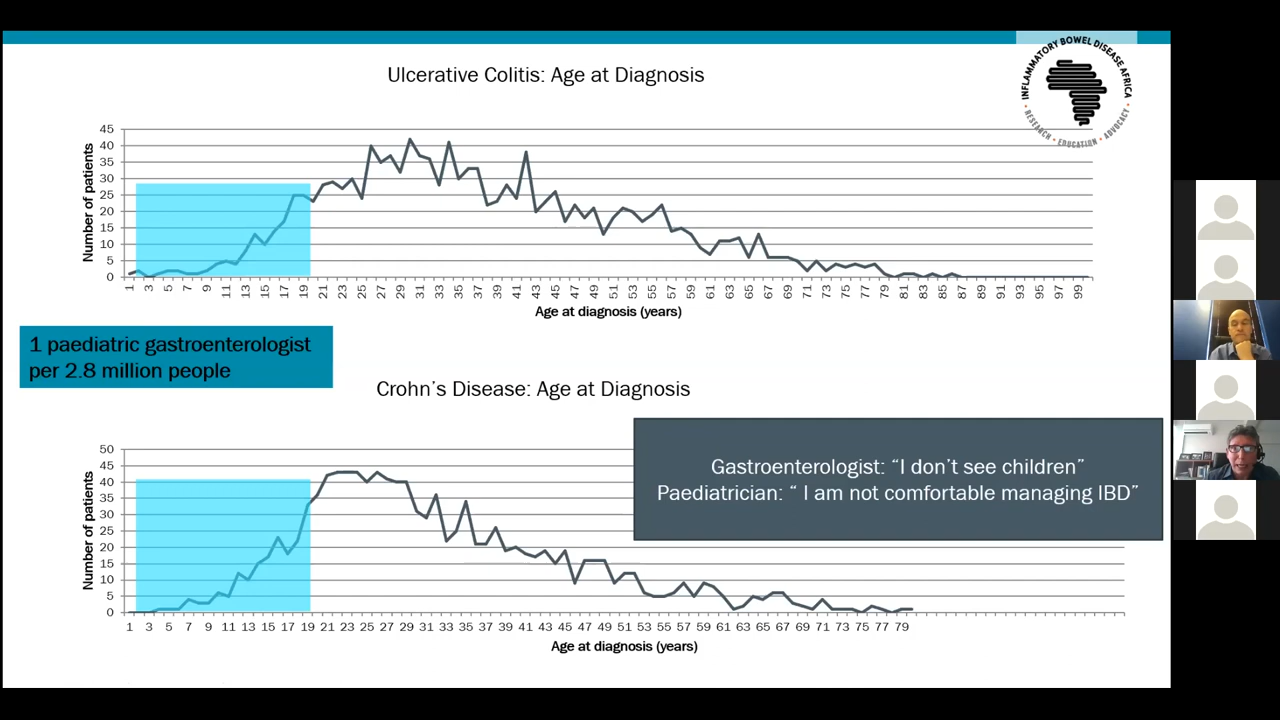 Ulcerative Colitis: Age at Diagnosis
INFLAMMATORY BOWEL DISEASE AFRICA
• RESEARCH • EDUCATION • ADVOCACY •
Number of patients
45
40
35
30
25
20
15
10
5
0
1 3 5 7 9 11 13 15 17 19 21 23 25 27 29 31 33 35 37 39 41 43 45 47 49 51 53 55 57 59 61 63 65 67 69 71 73 75 77 79 81 83 85 87 89 91 93 95 97 99
Age at diagnosis (years)
1 paediatric gastroenterologist
per 2.8 million people
Crohn's Disease: Age at Diagnosis
Gastroenterologist: “I don't see children”
Paediatrician: “ I am not comfortable managing IBD”
Number of patients
50
45
40
35
30
25
20
15
10
5
0
1 3 5 7 9 11 13 15 17 19 21 23 25 27 29 31 33 35 37 39 41 43 45 47 49 51 53 55 57 59 61 63 65 67 69 71 73 75 77 79
Age at diagnosis (years)